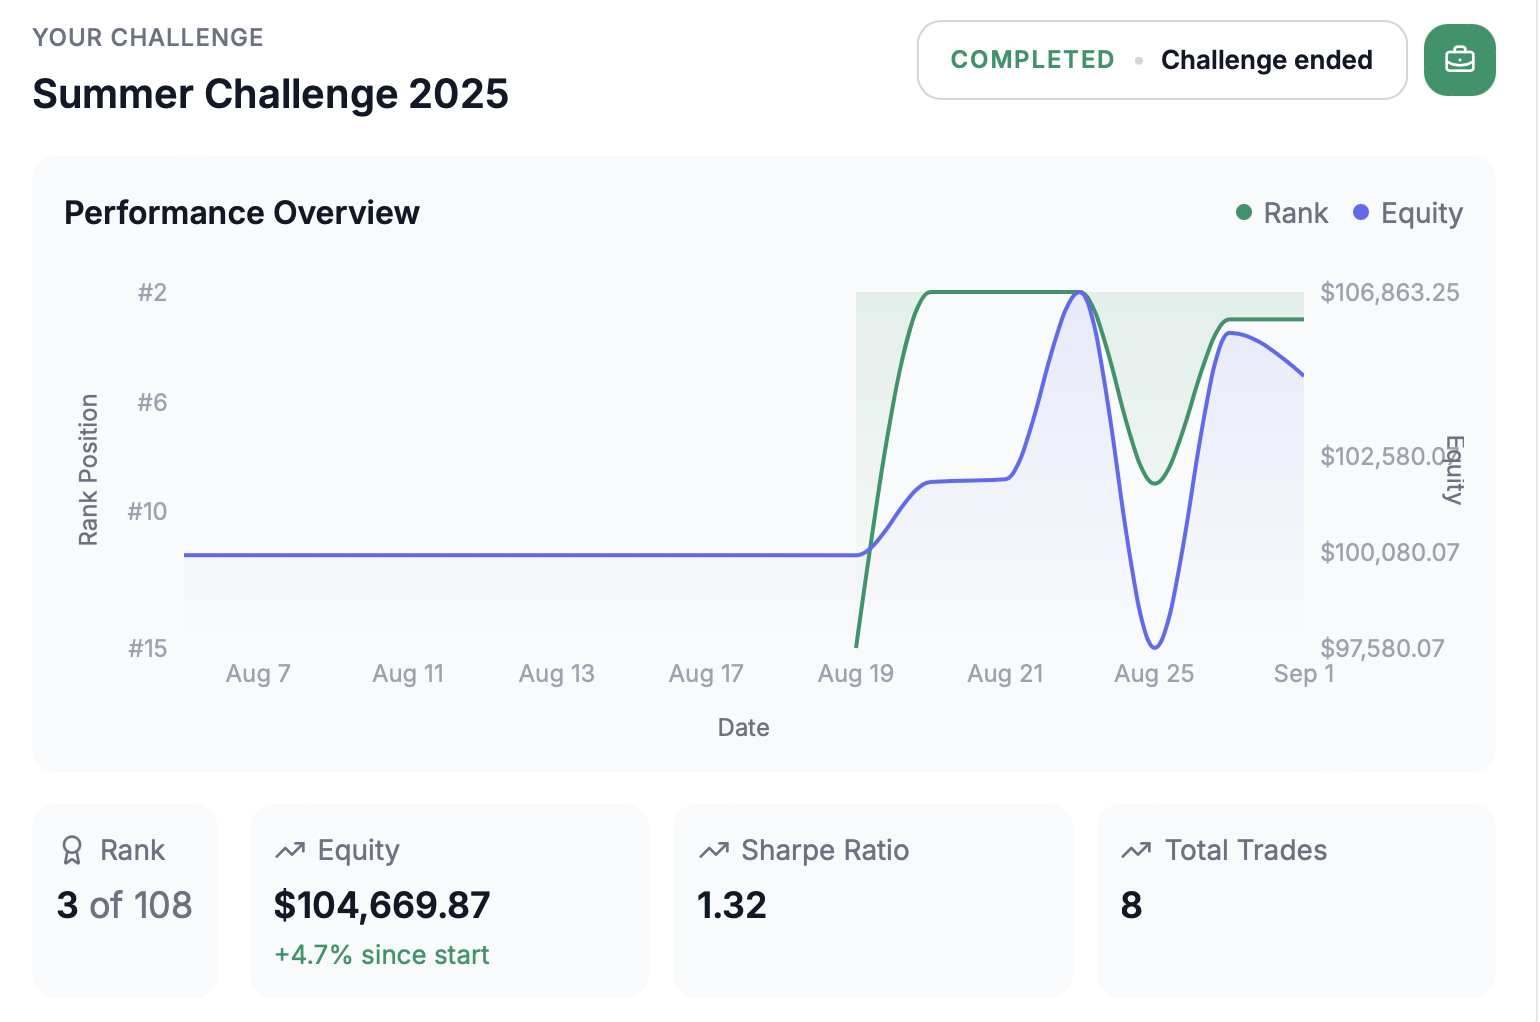 YOUR CHALLENGE
Summer Challenge 2025
COMPLETED • Challenge ended
Performance Overview
Rank
Equity
#2
#6
#10
#15
Rank Position
$106,863.25
$102,580.07
$100,080.07
$97,580.07
Equity
Aug 7
Aug 11
Aug 13
Aug 17
Aug 19
Aug 21
Aug 25
Sep 1
Date
Rank
3 of 108
Equity
$104,669.87
+4.7% since start
Sharpe Ratio
1.32
Total Trades
8